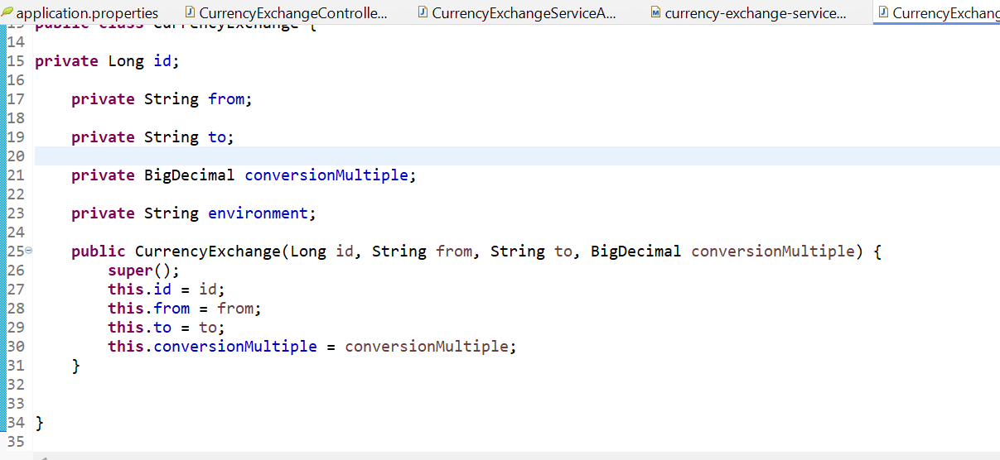 application.properties
CurrencyExchangeControlle...
CurrencyExchangeServiceA...
currency-exchange-service...
CurrencyExchang
13 public class CurrencyExchange {
14
15 private Long id;
16
17 private String from;
18
19 private String to;
20
21 private BigDecimal conversionMultiple;
22
23 private String environment;
24
25 public CurrencyExchange(Long id, String from, String to, BigDecimal conversionMultiple) {
26 super();
27 this.id = id;
28 this.from = from;
29 this.to = to;
30 this.conversionMultiple = conversionMultiple;
31 }
32
33
34 }
35